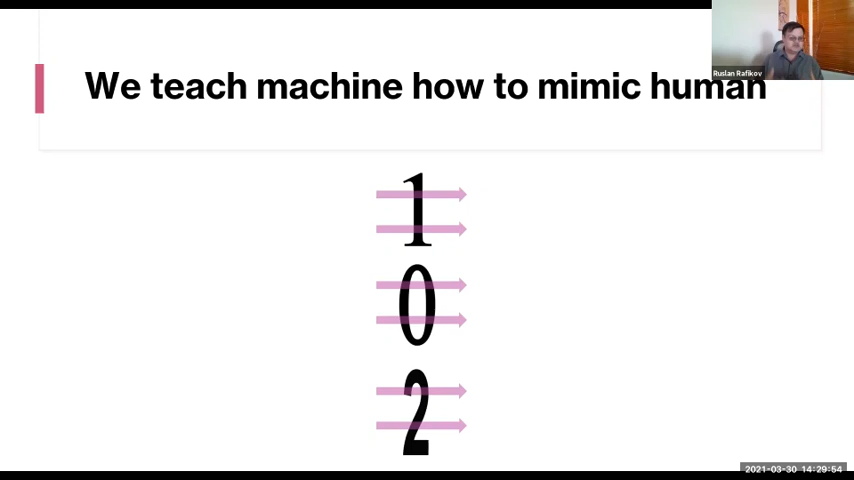 Ruslan Rafikov
We teach machine how to mimic human
1
0
2
2021-03-30 14:29:54